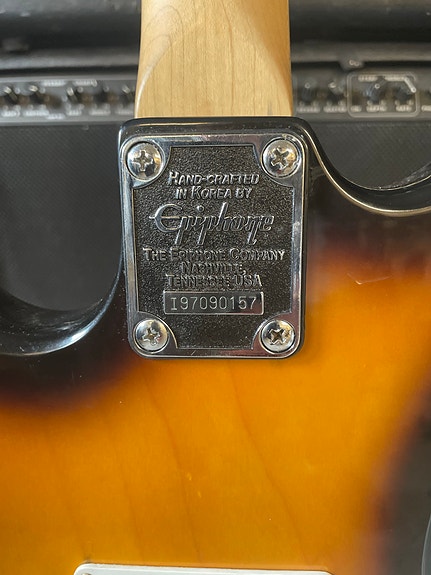 HAND-CRAFTED
IN KOREA BY
Epiphone
THE EPIPHONE COMPANY
NASHVILLE,
TENNESSEE USA
I97090157